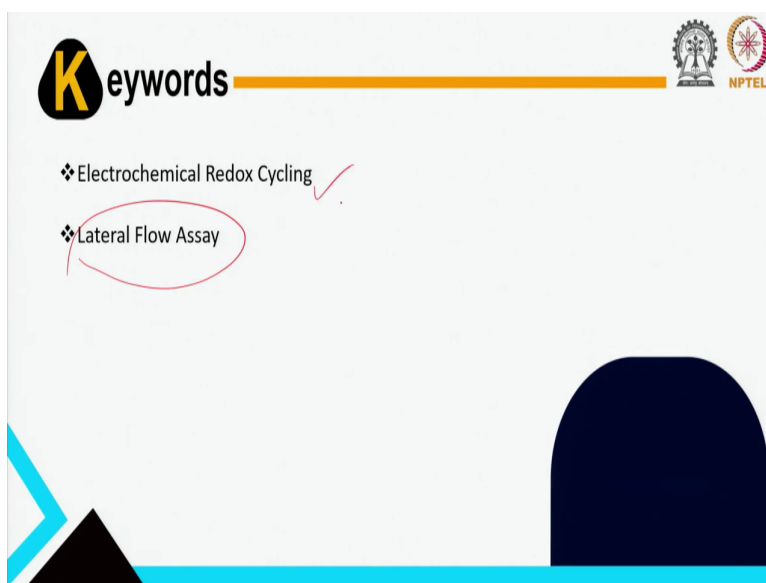 Keywords
NPTEL
❖Electrochemical Redox Cycling
❖Lateral Flow Assay